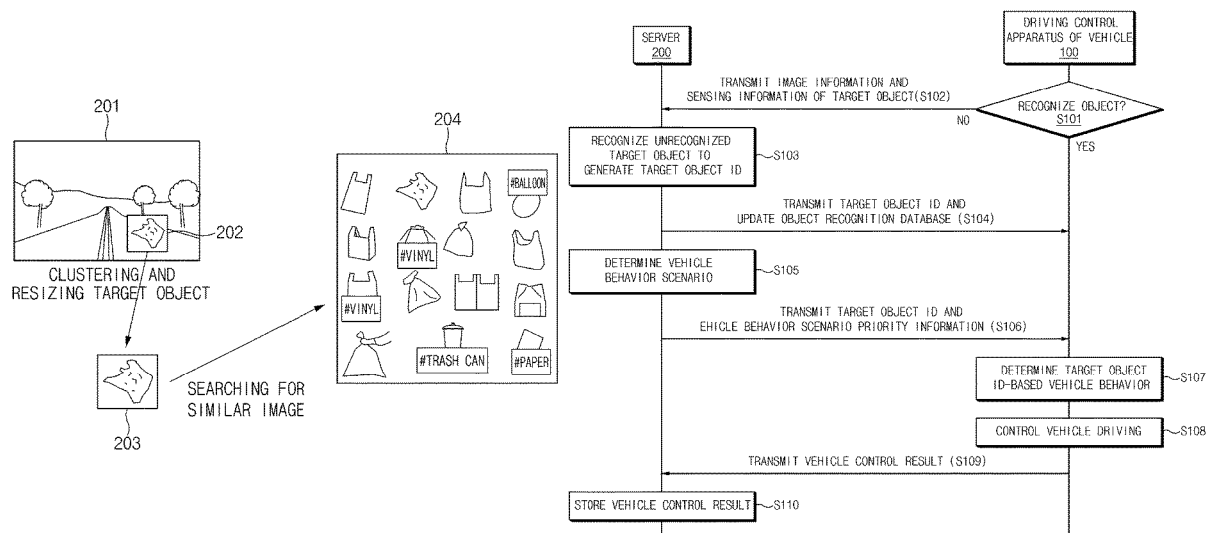 201
202
CLUSTERING AND
RESIZING TARGET OBJECT
203
SEARCHING FOR
SIMILAR IMAGE
204
#BALLOON
#VINYL
#VINYL
#TRASH CAN
#PAPER
SERVER
200
DRIVING CONTROL
APPARATUS OF VEHICLE
100
TRANSMIT IMAGE INFORMATION AND
SENSING INFORMATION OF TARGET OBJECT(S102)
RECOGNIZE OBJECT?
S101
NO
YES
RECOGNIZE UNRECOGNIZED
TARGET OBJECT TO
GENERATE TARGET OBJECT ID
S103
TRANSMIT TARGET OBJECT ID AND
UPDATE OBJECT RECOGNITION DATABASE (S104)
DETERMINE VEHICLE
BEHAVIOR SCENARIO
S105
TRANSMIT TARGET OBJECT ID AND
EHICLE BEHAVIOR SCENARIO PRIORITY INFORMATION (S106)
DETERMINE TARGET OBJECT
ID-BASED VEHICLE BEHAVIOR
S107
CONTROL VEHICLE DRIVING
S108
TRANSMIT VEHICLE CONTROL RESULT (S109)
STORE VEHICLE CONTROL RESULT
S110